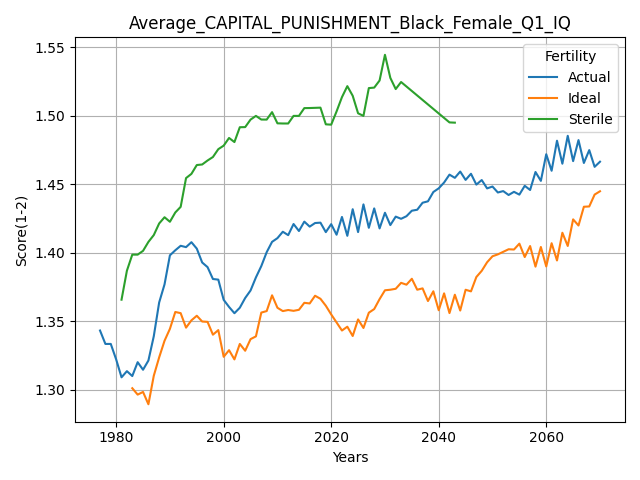 Average_CAPITAL_PUNISHMENT_Black_Female_Q1_IQ
Fertility
Actual
Ideal
Sterile
Score(1-2)
1.55
1.50
1.45
1.40
1.35
1.30
1980
2000
2020
2040
2060
Years